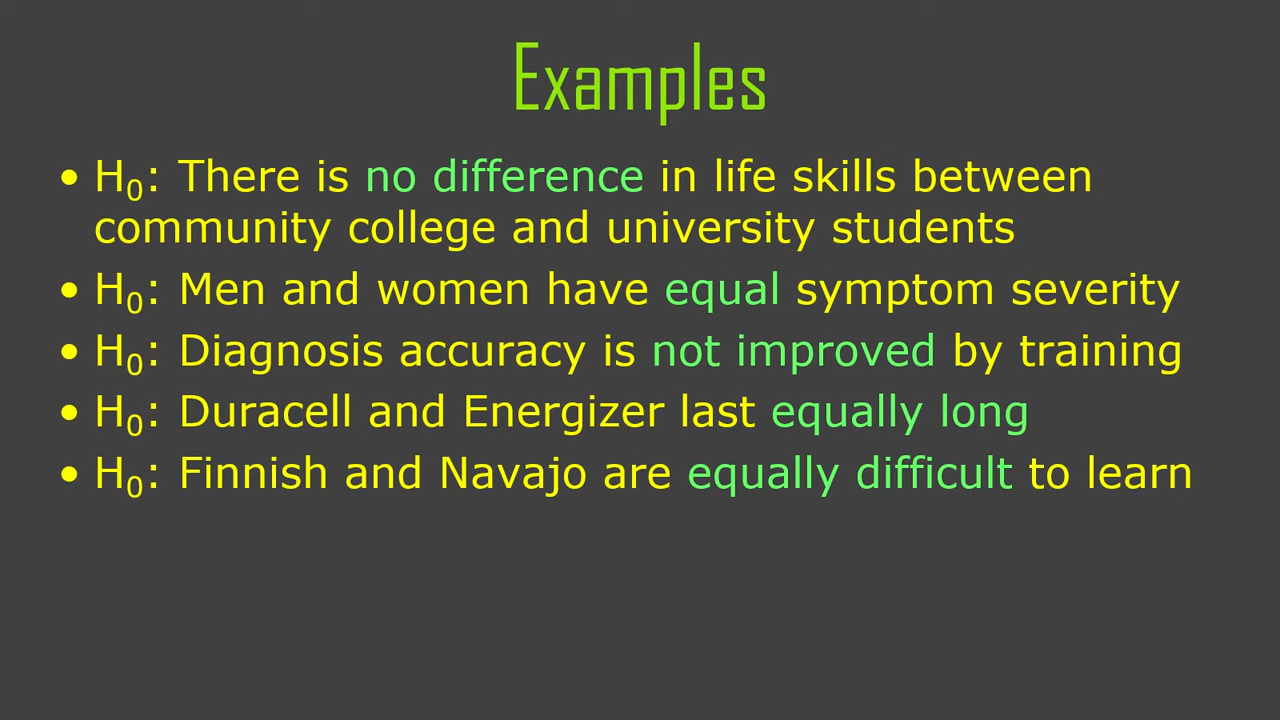 Examples
• H₀: There is no difference in life skills between
community college and university students
• H₀: Men and women have equal symptom severity
• H₀: Diagnosis accuracy is not improved by training
• H₀: Duracell and Energizer last equally long
• H₀: Finnish and Navajo are equally difficult to learn